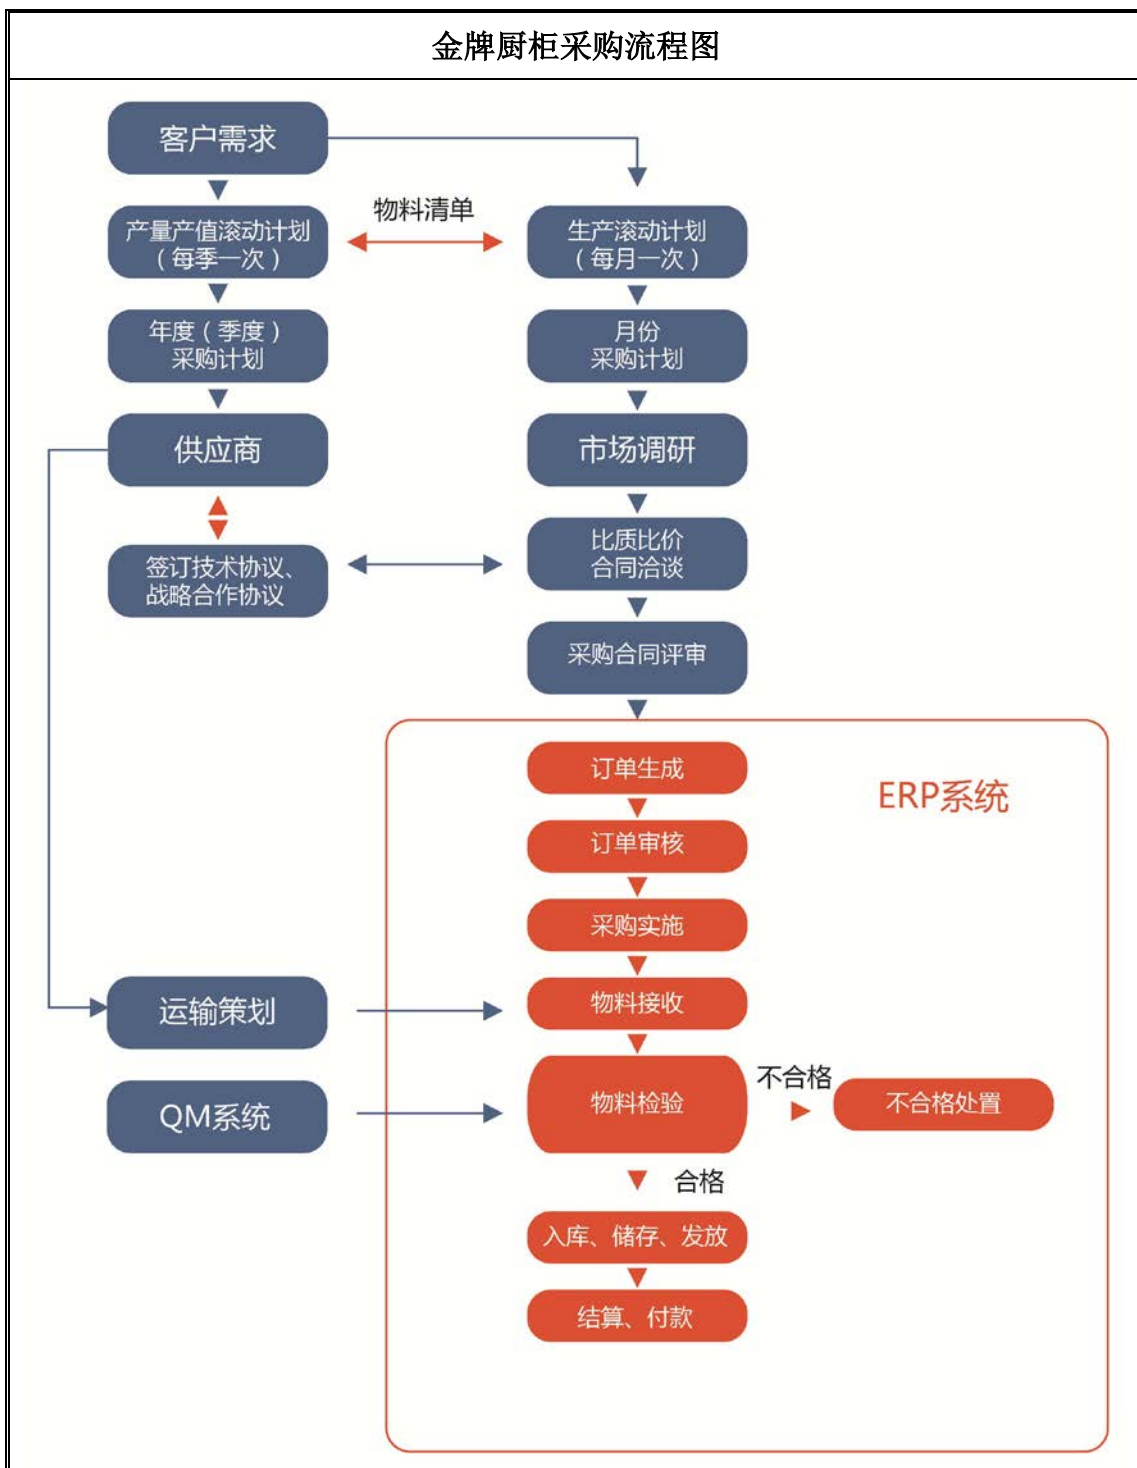 金牌厨柜采购流程图
客户需求
物料清单
产量产值滚动计划
（每季一次）
生产滚动计划
（每月一次）
年度（季度）
采购计划
月份
采购计划
供应商
市场调研
签订技术协议、
战略合作协议
比质比价
合同洽谈
采购合同评审
订单生成
ERP系统
订单审核
采购实施
运输策划
物料接收
QM系统
物料检验
不合格
不合格处置
合格
入库、储存、发放
结算、付款